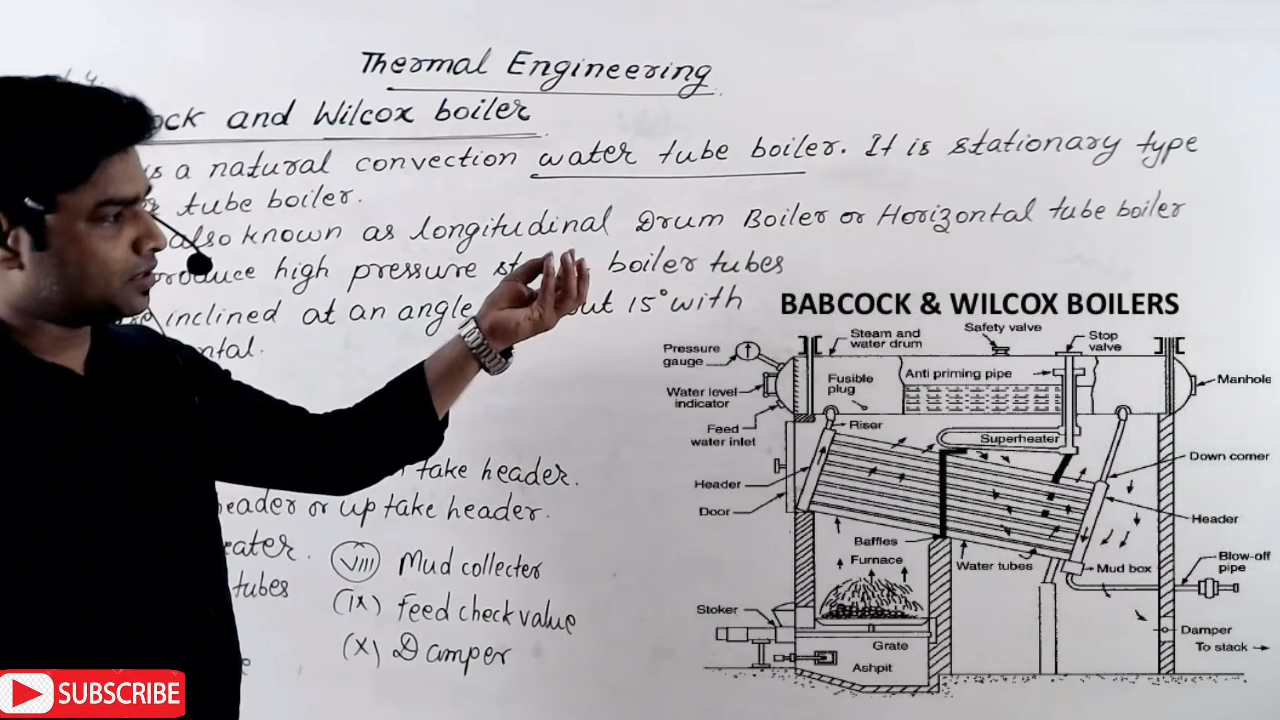 Thermal Engineering
ock and Wilcox boiler
is a natural convection water tube boiler. It is stationary type
tube boiler.
also known as longitudinal Drum Boiler or Horizontal tube boiler
produce high pressure boiler tubes
inclined at an angle 15° with
ntal.
take header.
eader or up take header.
eater.
tubes
(VIII) Mud collecter
(IX) Feed check value
(X) Damper
BABCOCK & WILCOX BOILERS
Pressure gauge
Steam and water drum
Safety valve
Stop valve
Water level indicator
Fusible plug
Anti priming pipe
Manhole
Feed water inlet
Riser
Superheater
Down comer
Header
Door
Header
Baffles
Furnace
Water tubes
Mud box
Blow-off pipe
Stoker
Grate
Ashpit
Damper
To stack
SUBSCRIBE